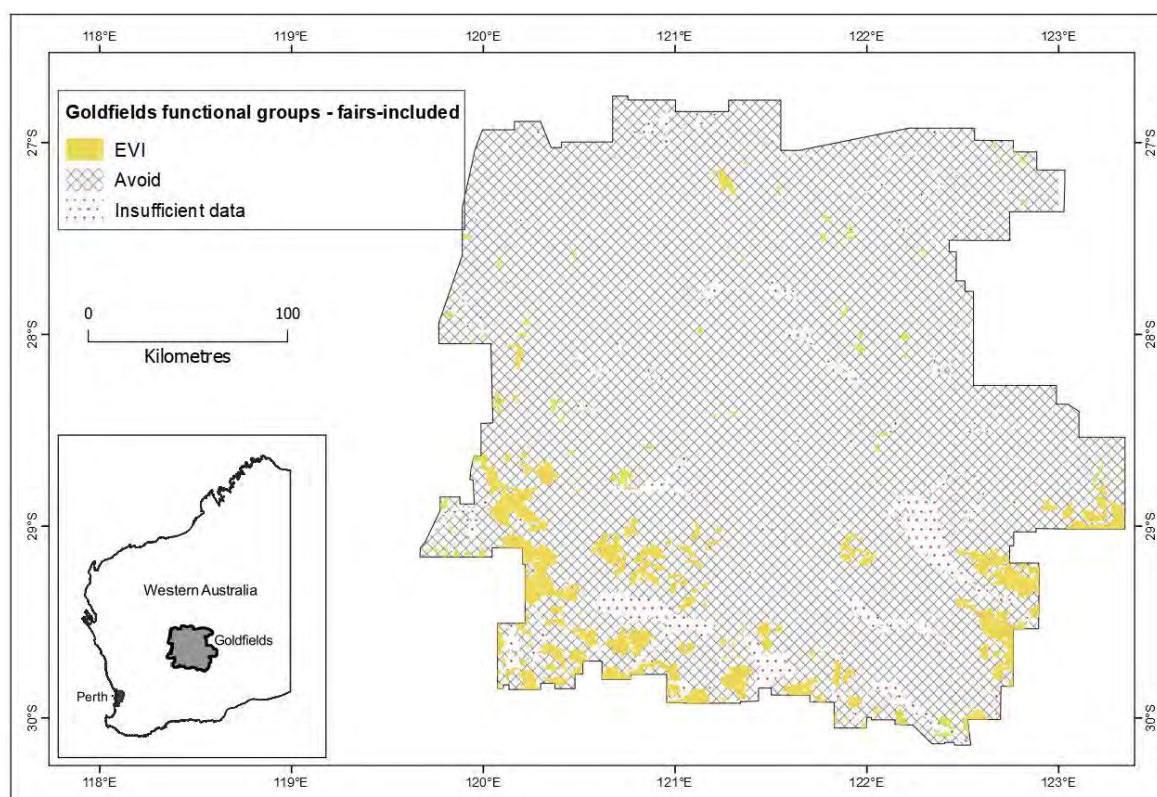 118°E 119°E 120°E 121°E 122°E 123°E
Goldfields functional groups - fairs-included
EVI
Avoid
Insufficient data
0 100
Kilometres
Western Australia
Goldfields
Perth
27°S
28°S
29°S
30°S
27°S
28°S
29°S
30°S
118°E 119°E 120°E 121°E 122°E 123°E